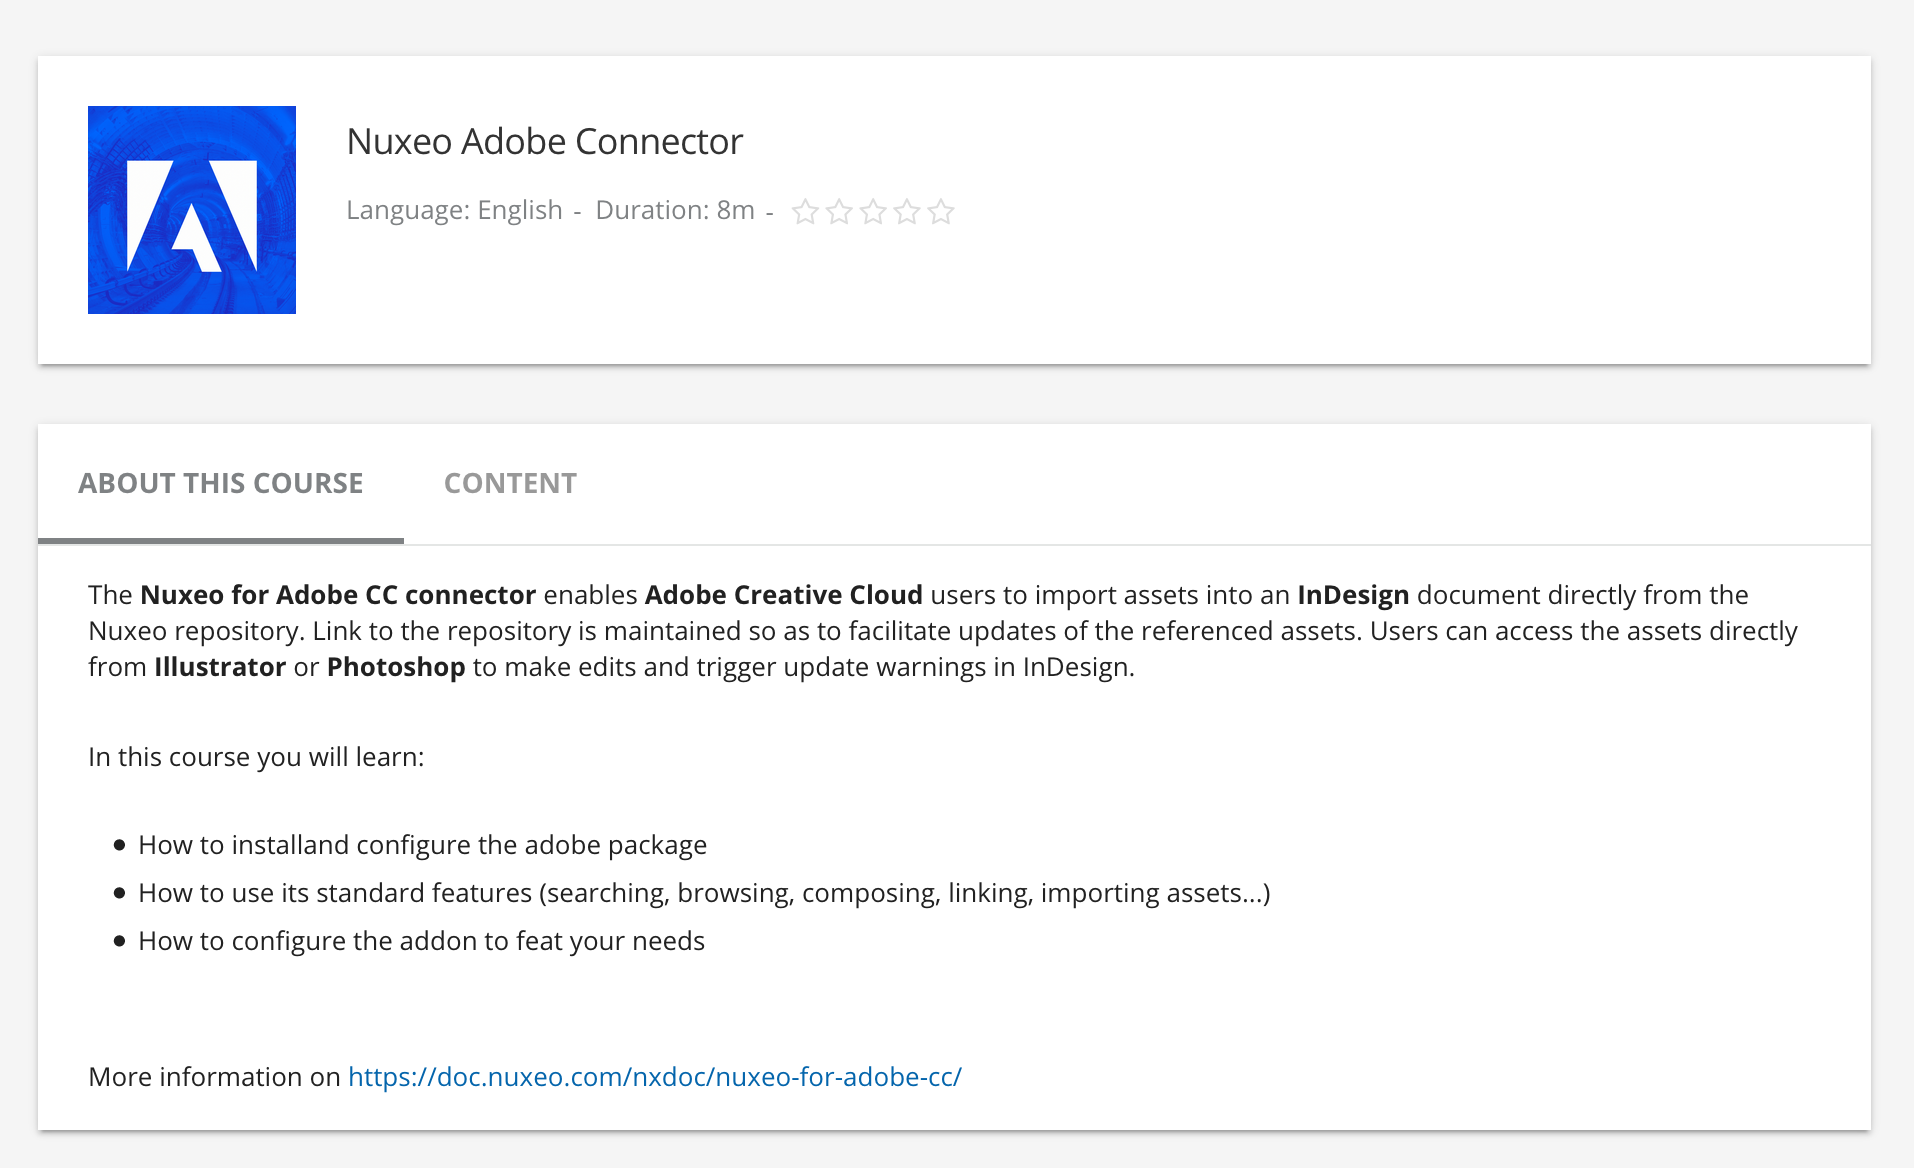 Nuxeo Adobe Connector
Language: English - Duration: 8m -
ABOUT THIS COURSE CONTENT
The Nuxeo for Adobe CC connector enables Adobe Creative Cloud users to import assets into an InDesign document directly from the
Nuxeo repository. Link to the repository is maintained so as to facilitate updates of the referenced assets. Users can access the assets directly
from Illustrator or Photoshop to make edits and trigger update warnings in InDesign.
In this course you will learn:
How to installand configure the adobe package
How to use its standard features (searching, browsing, composing, linking, importing assets...)
How to configure the addon to feat your needs
More information on https://doc.nuxeo.com/nxdoc/nuxeo-for-adobe-cc/